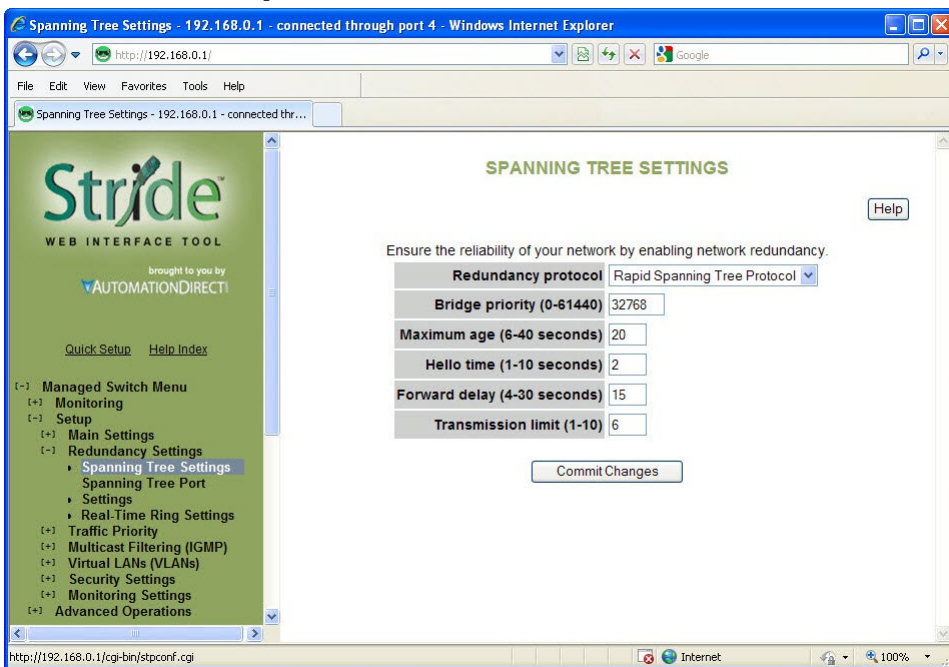 Spanning Tree Settings - 192.168.0.1 - connected through port 4 - Windows Internet Explorer
http://192.168.0.1/
Google
File Edit View Favorites Tools Help
Spanning Tree Settings - 192.168.0.1 - connected thr...
Stride™
WEB INTERFACE TOOL
brought to you by
AUTOMATIONDIRECT
Quick Setup Help Index
[-] Managed Switch Menu
[+] Monitoring
[-] Setup
[+] Main Settings
[-] Redundancy Settings
Spanning Tree Settings
Spanning Tree Port
Settings
Real-Time Ring Settings
[+] Traffic Priority
[+] Multicast Filtering (IGMP)
[+] Virtual LANs (VLANs)
[+] Security Settings
[+] Monitoring Settings
[+] Advanced Operations
SPANNING TREE SETTINGS
Help
Ensure the reliability of your network by enabling network redundancy.
Redundancy protocol Rapid Spanning Tree Protocol
Bridge priority (0-61440) 32768
Maximum age (6-40 seconds) 20
Hello time (1-10 seconds) 2
Forward delay (4-30 seconds) 15
Transmission limit (1-10) 6
Commit Changes
http://192.168.0.1/cgi-bin/stpconf.cgi
Internet
100%